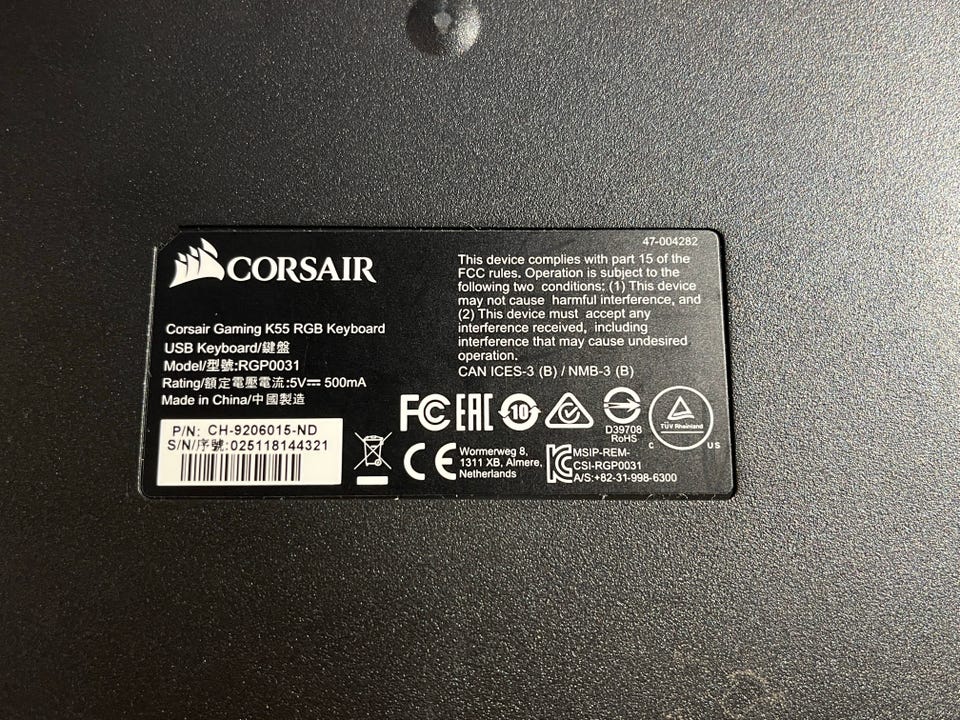 47-004282
CORSAIR
Corsair Gaming K55 RGB Keyboard
USB Keyboard/鍵盤
Model/型號:RGP0031
Rating/額定電壓電流:5V⎓ 500mA
Made in China/中國製造
P/N: CH-9206015-ND
S/N/序號:025118144321
This device complies with part 15 of the
FCC rules. Operation is subject to the
following two conditions: (1) This device
may not cause harmful interference, and
(2) This device must accept any
interference received, including
interference that may cause undesired
operation.
CAN ICES-3 (B) / NMB-3 (B)
FC EAC 10
D39708
RoHS
TÜV Rheinland
C US
CE
Wormerweg 8,
1311 XB, Almere,
Netherlands
KC
MSIP-REM-
CSI-RGP0031
A/S:+82-31-998-6300